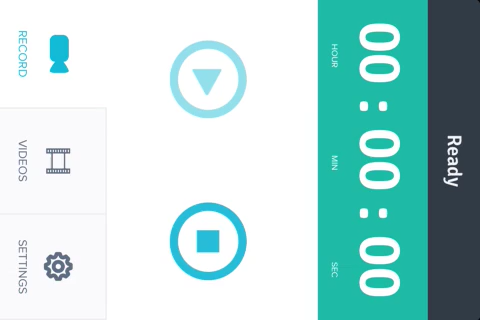 Ready
00 : 00 : 00
HOUR MIN SEC
RECORD VIDEOS SETTINGS